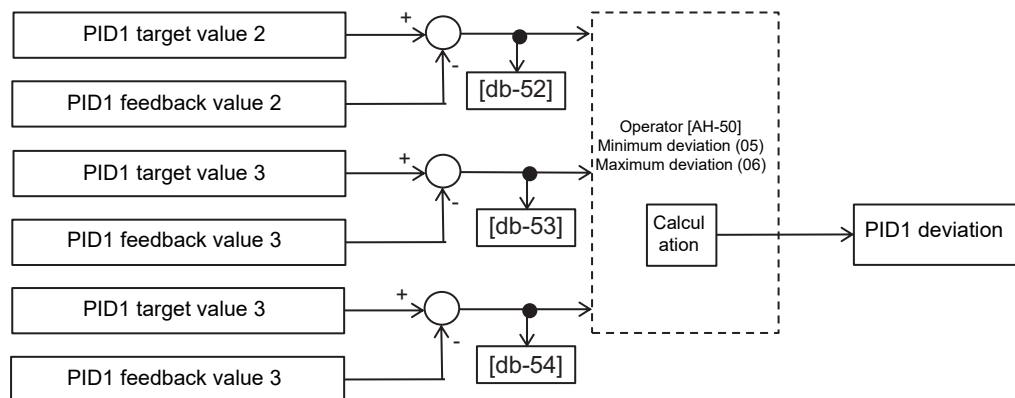 PID1 target value 2
+
-
[db-52]
PID1 feedback value 2
Operator [AH-50]
Minimum deviation (05)
Maximum deviation (06)
PID1 target value 3
+
-
[db-53]
PID1 feedback value 3
Calcul
ation
PID1 deviation
PID1 target value 3
+
-
[db-54]
PID1 feedback value 3